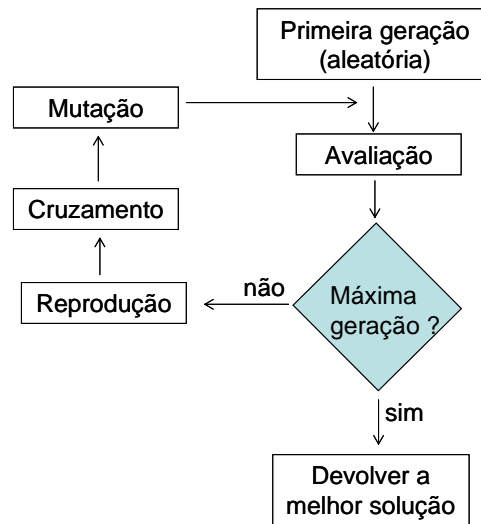 Primeira geração
(aleatória)
Mutação
Avaliação
Cruzamento
Reprodução
não
Máxima
geração ?
sim
Devolver a
melhor solução